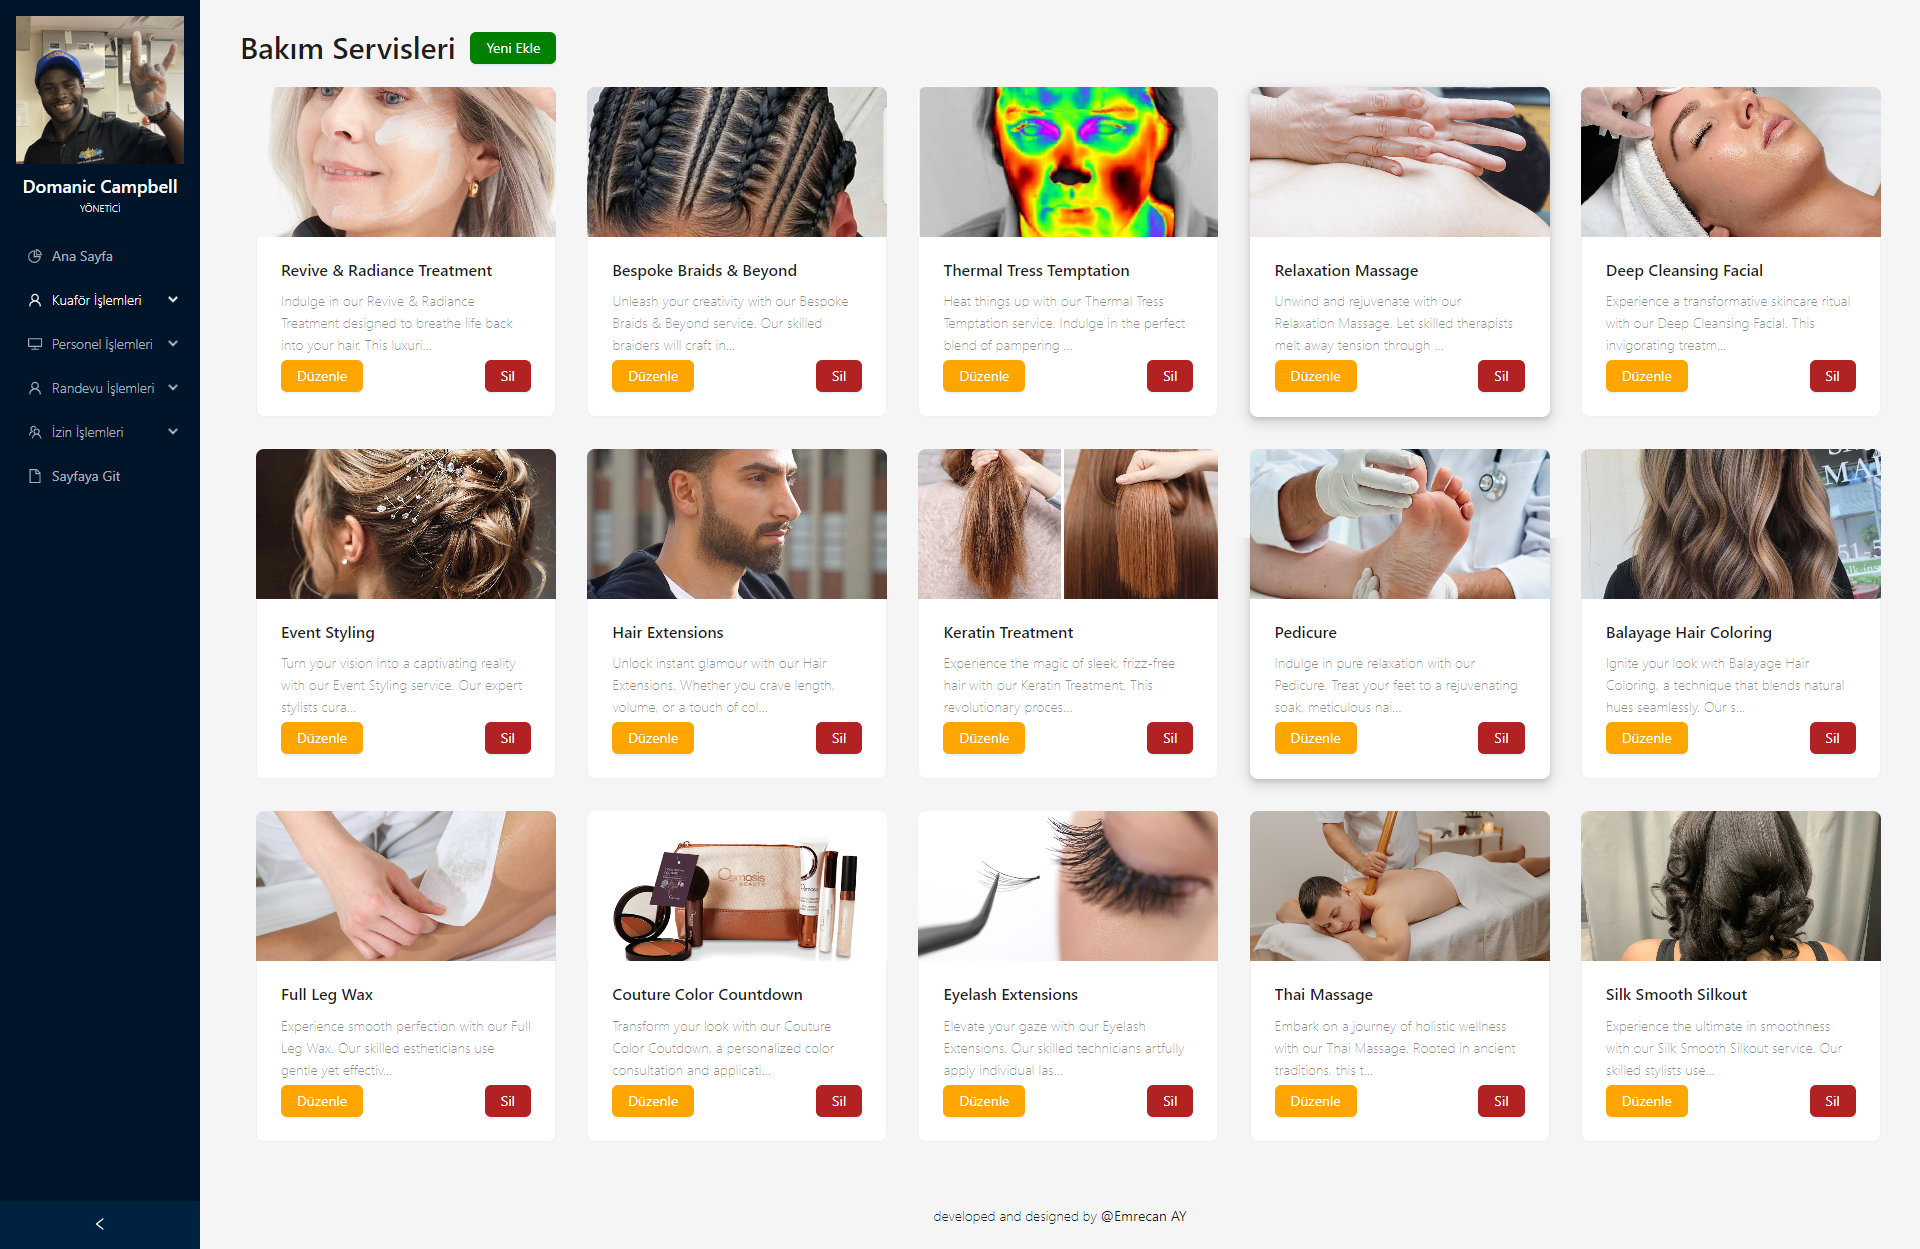 Domanic Campbell
YÖNETİCİ
Ana Sayfa
Kuaför İşlemleri
Personel İşlemleri
Randevu İşlemleri
İzin İşlemleri
Sayfaya Git
Bakım Servisleri
Yeni Ekle
Revive & Radiance Treatment
Indulge in our Revive & Radiance
Treatment designed to breathe life back
into your hair. This luxuri...
Düzenle
Sil
Bespoke Braids & Beyond
Unleash your creativity with our Bespoke
Braids & Beyond service. Our skilled
braiders will craft in...
Düzenle
Sil
Thermal Tress Temptation
Heat things up with our Thermal Tress
Temptation service. Indulge in the perfect
blend of pampering ...
Düzenle
Sil
Relaxation Massage
Unwind and rejuvenate with our
Relaxation Massage. Let skilled therapists
melt away tension through ...
Düzenle
Sil
Deep Cleansing Facial
Experience a transformative skincare ritual
with our Deep Cleansing Facial. This
invigorating treatm...
Düzenle
Sil
Event Styling
Turn your vision into a captivating reality
with our Event Styling service. Our expert
stylists cura...
Düzenle
Sil
Hair Extensions
Unlock instant glamour with our Hair
Extensions. Whether you crave length,
volume, or a touch of col...
Düzenle
Sil
Keratin Treatment
Experience the magic of sleek, frizz-free
hair with our Keratin Treatment. This
revolutionary proces...
Düzenle
Sil
Pedicure
Indulge in pure relaxation with our
Pedicure. Treat your feet to a rejuvenating
soak, meticulous nai...
Düzenle
Sil
MA
51-5
Balayage Hair Coloring
Ignite your look with Balayage Hair
Coloring, a technique that blends natural
hues seamlessly. Our s...
Düzenle
Sil
Full Leg Wax
Experience smooth perfection with our Full
Leg Wax. Our skilled estheticians use
gentle yet effectiv...
Düzenle
Sil
Osmosis
BEAUTY
Couture Color Countdown
Transform your look with our Couture
Color Coutdown, a personalized color
consultation and applicati...
Düzenle
Sil
Eyelash Extensions
Elevate your gaze with our Eyelash
Extensions. Our skilled technicians artfully
apply individual las...
Düzenle
Sil
Thai Massage
Embark on a journey of holistic wellness
with our Thai Massage. Rooted in ancient
traditions, this t...
Düzenle
Sil
Silk Smooth Silkout
Experience the ultimate in smoothness
with our Silk Smooth Silkout service. Our
skilled stylists use...
Düzenle
Sil
developed and designed by @Emrecan AY